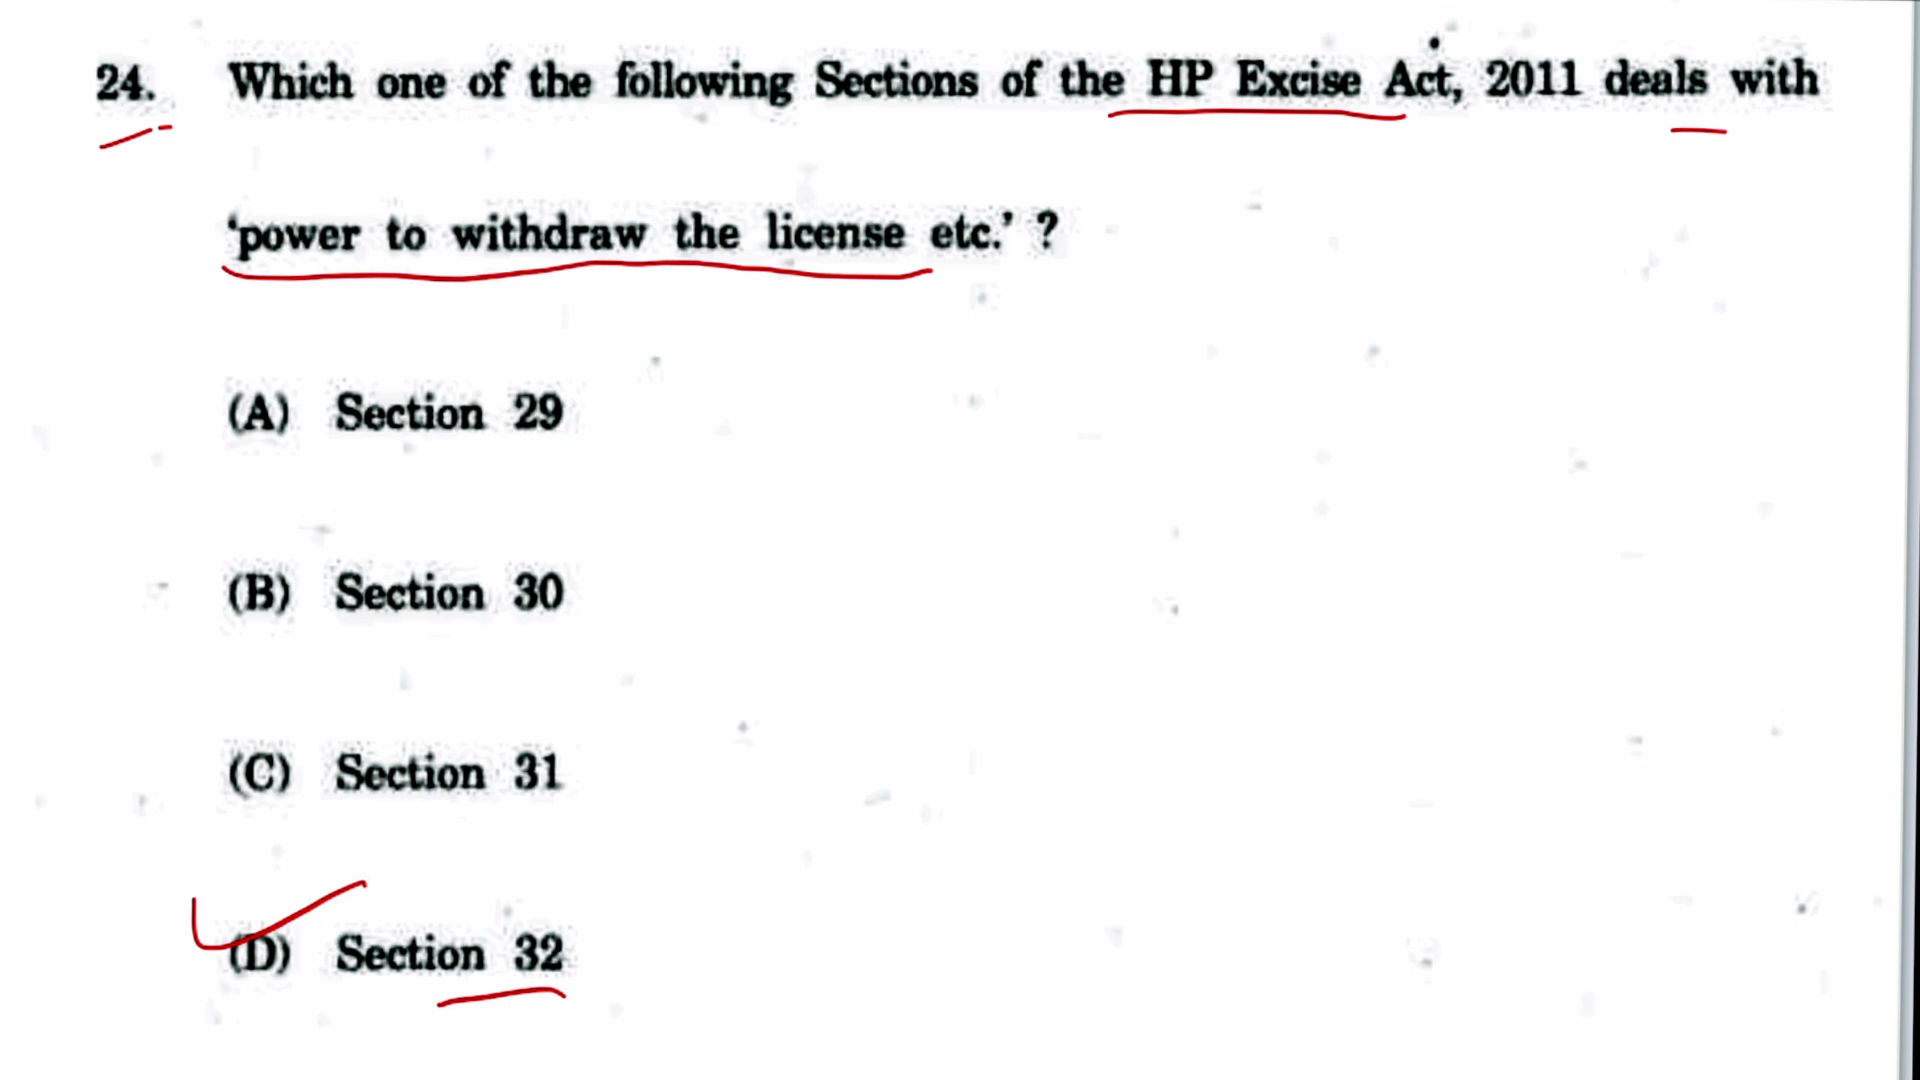 24. Which one of the following Sections of the HP Excise Act, 2011 deals with
‘power to withdraw the license etc.’ ?
(A) Section 29
(B) Section 30
(C) Section 31
(D) Section 32